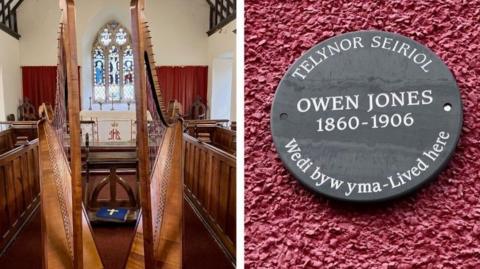 TELYNOR SEIRIOL
OWEN JONES
1860-1906
Wedi byw yma-Lived here